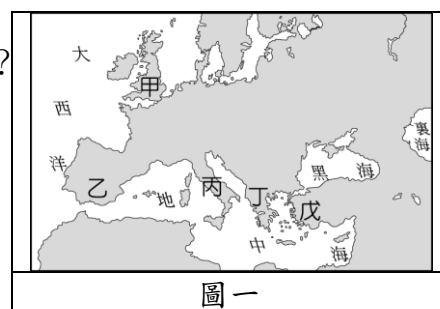 ?
大
西
洋
甲
乙
丙
丁
戊
地
中
海
黑 海
裏海
圖一